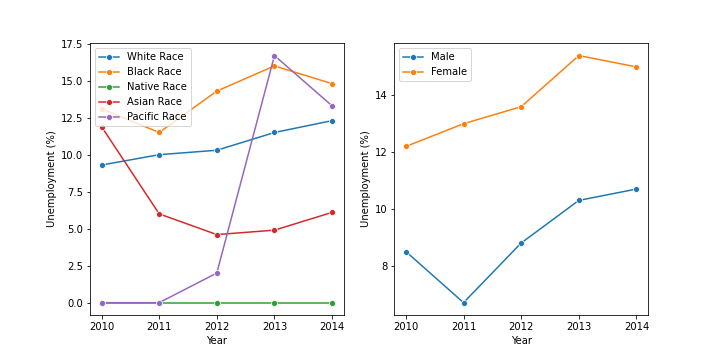 17.5
15.0
12.5
10.0
7.5
5.0
2.5
0.0
Unemployment (%)
White Race
Black Race
Native Race
Asian Race
Pacific Race
2010 2011 2012 2013 2014
Year
14
12
10
8
Unemployment (%)
Male
Female
2010 2011 2012 2013 2014
Year